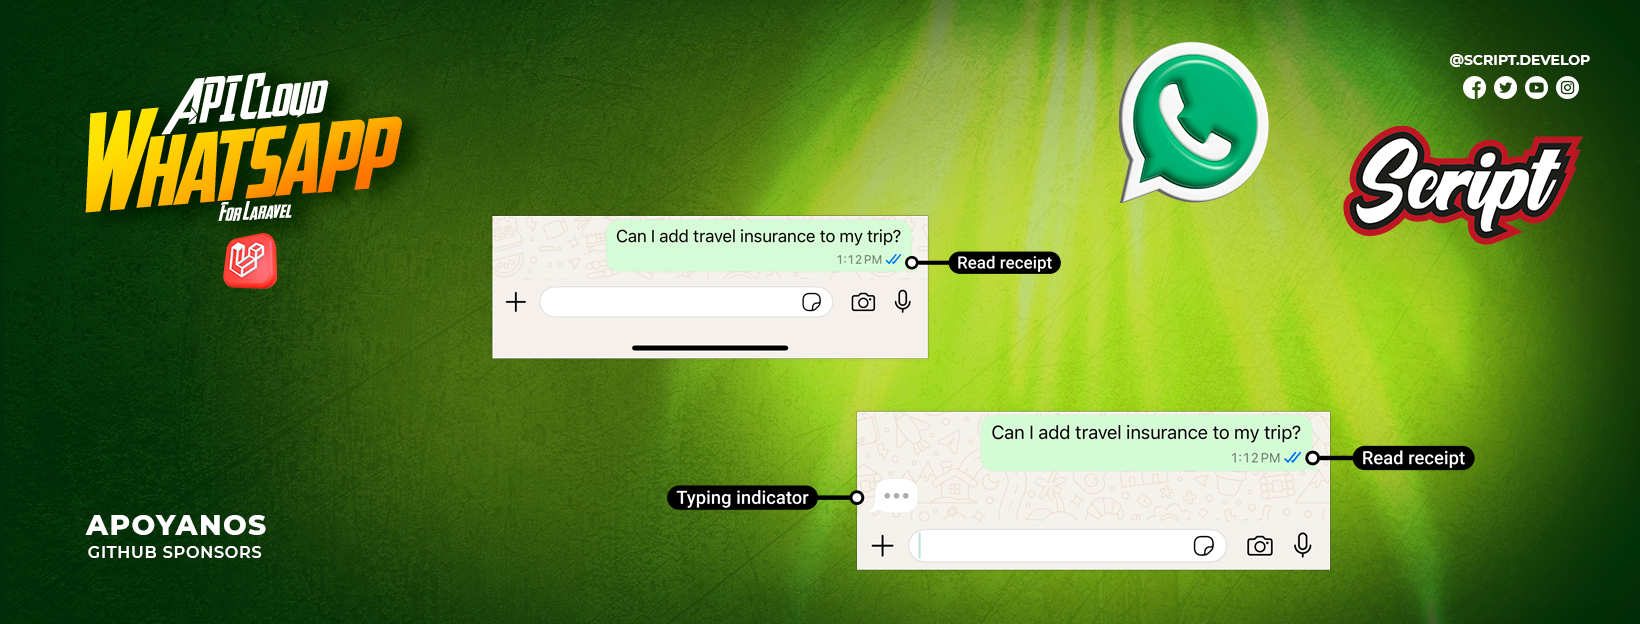 API Cloud
WHATSAPP
FOR LARAVEL
@SCRIPT.DEVELOP
Script
Can I add travel insurance to my trip?
1:12 PM
Read receipt
Can I add travel insurance to my trip?
1:12 PM
Read receipt
Typing indicator
APOYANOS
GITHUB SPONSORS